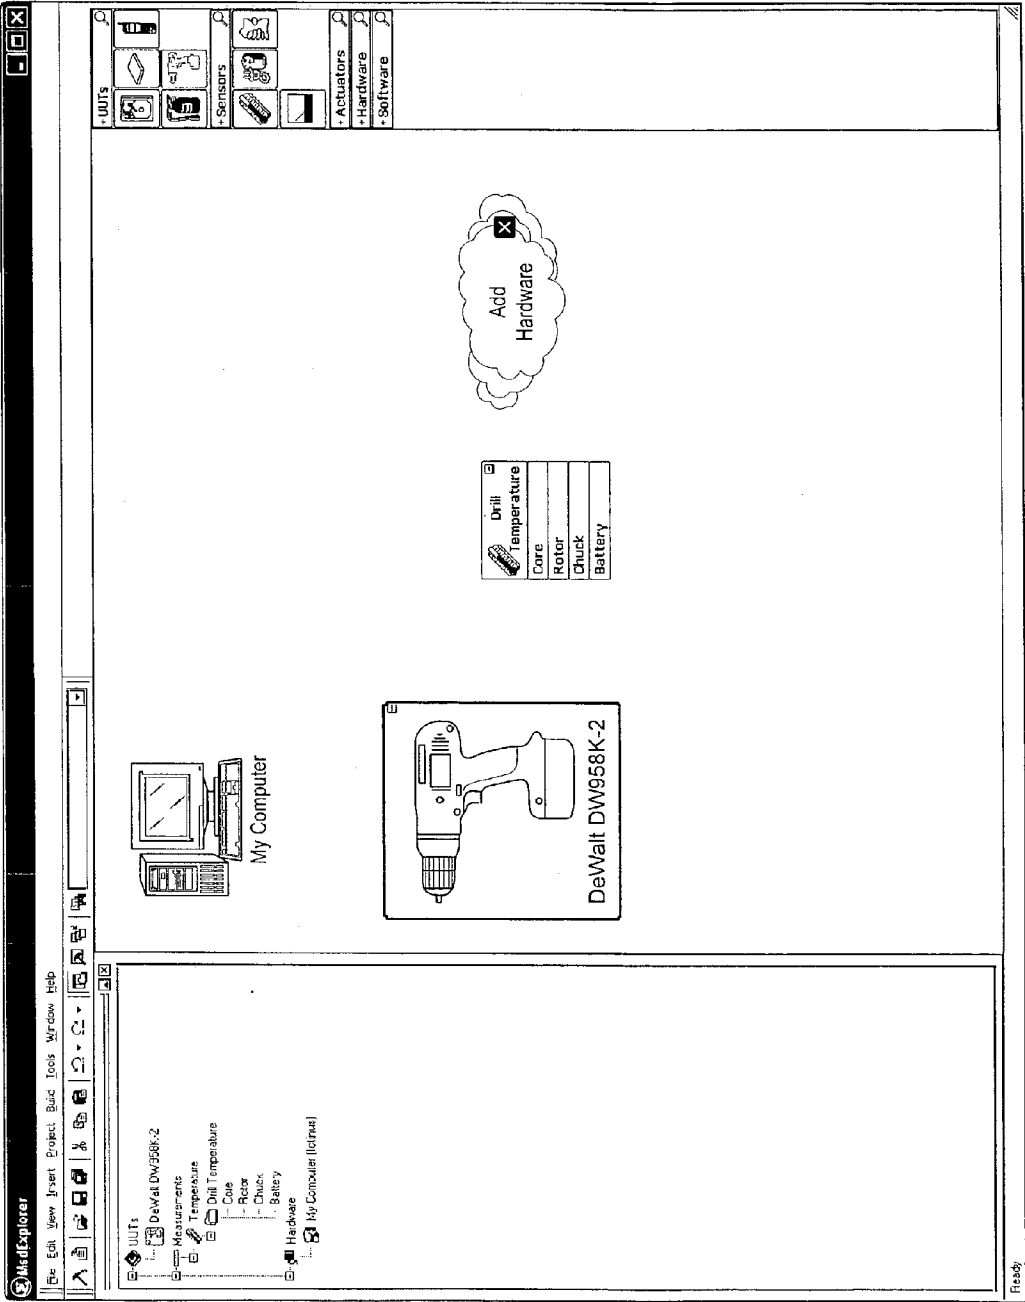 MsdExplorer
File Edit View Insert Project Build Tools Window Help
UUTs
DeWalt DW958K-2
Measurements
Temperature
Drill Temperature
Core
Rotor
Chuck
Battery
Hardware
My Computer
My Computer
DeWalt DW958K-2
Drill
Temperature
Core
Rotor
Chuck
Battery
Add
Hardware
+UUTs
+Sensors
+Actuators
+Hardware
+Software
Ready